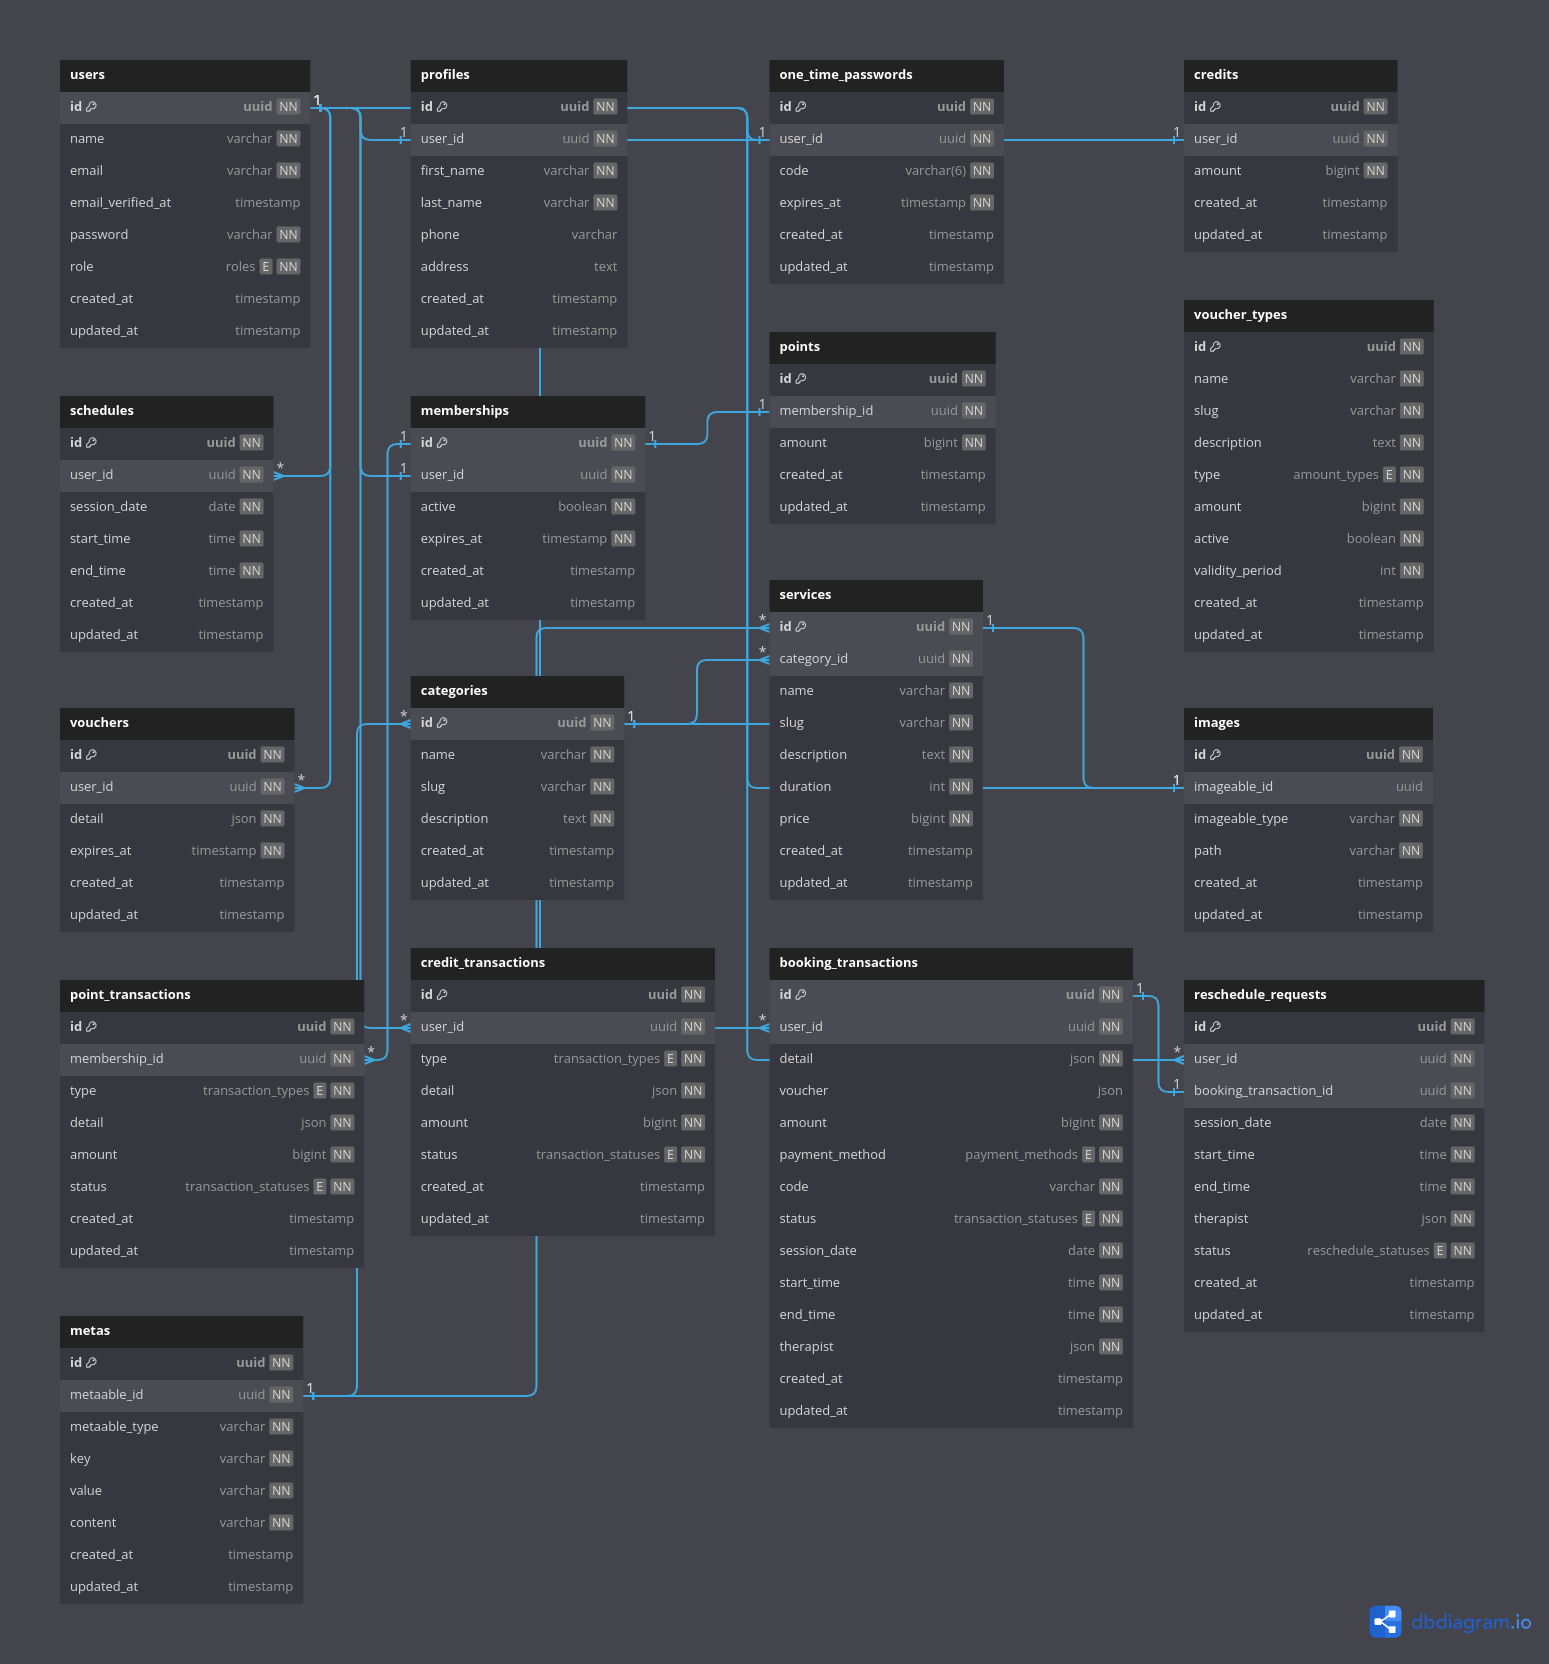 users
id uuid NN
name varchar NN
email varchar NN
email_verified_at timestamp
password varchar NN
role roles E NN
created_at timestamp
updated_at timestamp
profiles
id uuid NN
user_id uuid NN
first_name varchar NN
last_name varchar NN
phone varchar
address text
created_at timestamp
updated_at timestamp
one_time_passwords
id uuid NN
user_id uuid NN
code varchar(6) NN
expires_at timestamp NN
created_at timestamp
updated_at timestamp
credits
id uuid NN
user_id uuid NN
amount bigint NN
created_at timestamp
updated_at timestamp
1
1
1
1
schedules
id uuid NN
user_id uuid NN
session_date date NN
start_time time NN
end_time time NN
created_at timestamp
updated_at timestamp
*
memberships
id uuid NN
user_id uuid NN
active boolean NN
expires_at timestamp NN
created_at timestamp
updated_at timestamp
1
1
1
points
id uuid NN
membership_id uuid NN
amount bigint NN
created_at timestamp
updated_at timestamp
1
voucher_types
id uuid NN
name varchar NN
slug varchar NN
description text NN
type amount_types E NN
amount bigint NN
active boolean NN
validity_period int NN
created_at timestamp
updated_at timestamp
vouchers
id uuid NN
user_id uuid NN
detail json NN
expires_at timestamp NN
created_at timestamp
updated_at timestamp
*
categories
id uuid NN
name varchar NN
slug varchar NN
description text NN
created_at timestamp
updated_at timestamp
*
1
services
id uuid NN
category_id uuid NN
name varchar NN
slug varchar NN
description text NN
duration int NN
price bigint NN
created_at timestamp
updated_at timestamp
*
*
1
images
id uuid NN
imageable_id uuid
imageable_type varchar NN
path varchar NN
created_at timestamp
updated_at timestamp
1
point_transactions
id uuid NN
membership_id uuid NN
type transaction_types E NN
detail json NN
amount bigint NN
status transaction_statuses E NN
created_at timestamp
updated_at timestamp
*
credit_transactions
id uuid NN
user_id uuid NN
type transaction_types E NN
detail json NN
amount bigint NN
status transaction_statuses E NN
created_at timestamp
updated_at timestamp
*
booking_transactions
id uuid NN
user_id uuid NN
detail json NN
voucher json
amount bigint NN
payment_method payment_methods E NN
code varchar NN
status transaction_statuses E NN
session_date date NN
start_time time NN
end_time time NN
therapist json NN
created_at timestamp
updated_at timestamp
*
1
reschedule_requests
id uuid NN
user_id uuid NN
booking_transaction_id uuid NN
session_date date NN
start_time time NN
end_time time NN
therapist json NN
status reschedule_statuses E NN
created_at timestamp
updated_at timestamp
*
1
metas
id uuid NN
metaable_id uuid NN
metaable_type varchar NN
key varchar NN
value varchar NN
content varchar NN
created_at timestamp
updated_at timestamp
1
dbdiagram.io